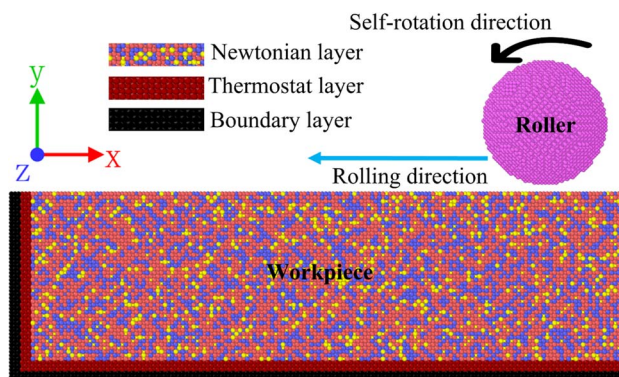 Self-rotation direction
Newtonian layer
Thermostat layer
Boundary layer
y
Z
X
Roller
Rolling direction
Workpiece